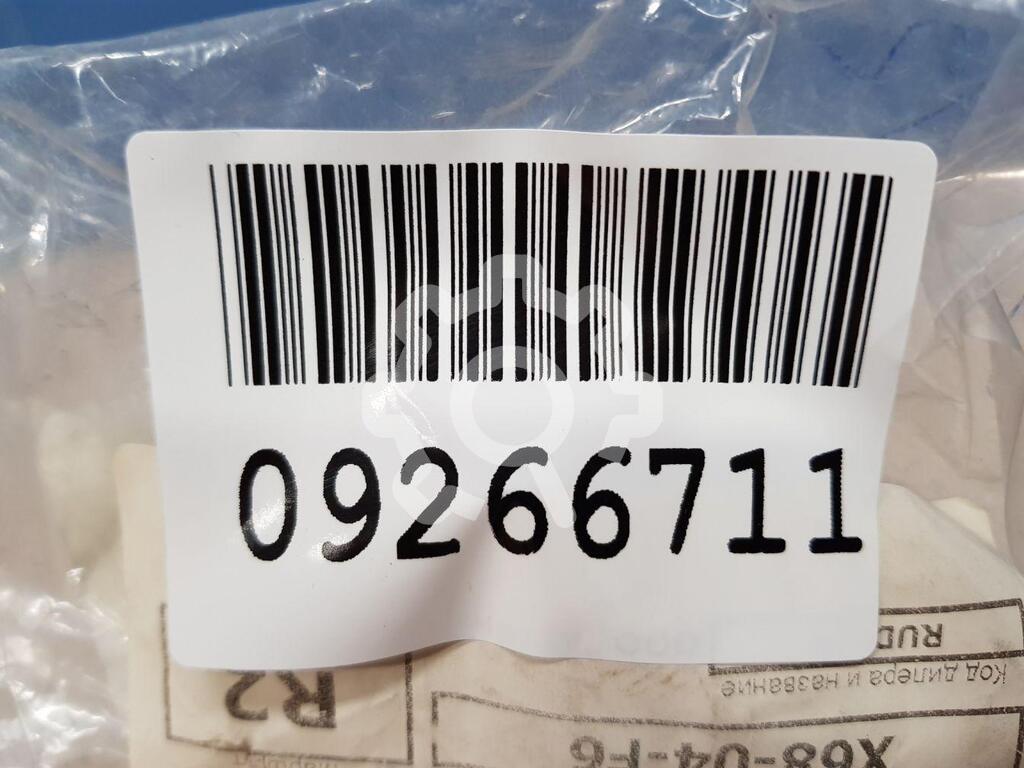 09266711
RUD
Код дилера и название
X68-04-F6
R2